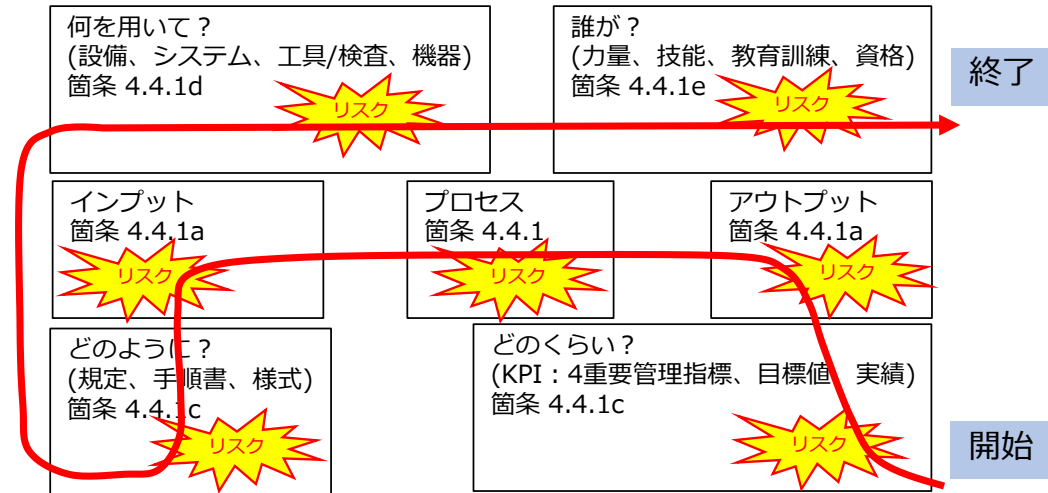 何を用いて？
(設備、システム、工具/検査、機器)
箇条 4.4.1d
リスク
誰が？
(力量、技能、教育訓練、資格)
箇条 4.4.1e
リスク
終了
インプット
箇条 4.4.1a
リスク
プロセス
箇条 4.4.1
リスク
アウトプット
箇条 4.4.1a
リスク
どのように？
(規定、手順書、様式)
箇条 4.4.1c
リスク
どのくらい？
(KPI：4重要管理指標、目標値、実績)
箇条 4.4.1c
リスク
開始